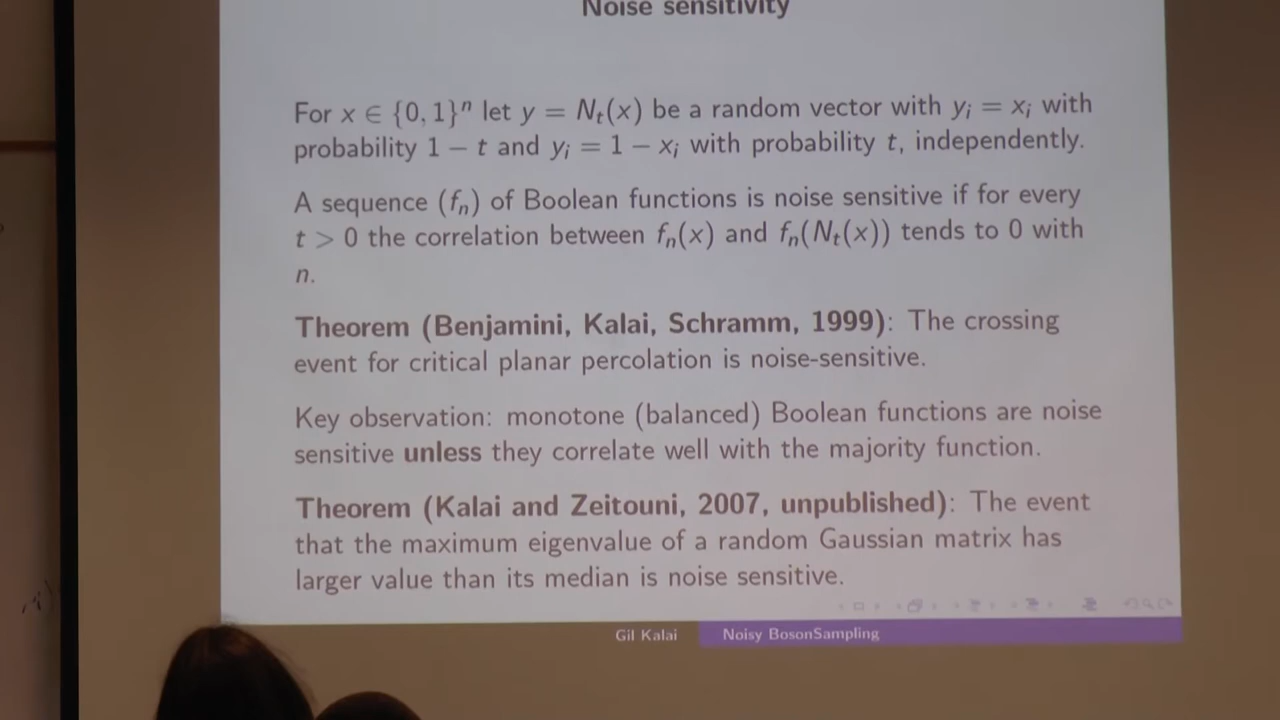 Noise sensitivity
For x ∈ {0, 1}ⁿ let y = Nₜ(x) be a random vector with yᵢ = xᵢ with
probability 1 − t and yᵢ = 1 − xᵢ with probability t, independently.
A sequence (fₙ) of Boolean functions is noise sensitive if for every
t > 0 the correlation between fₙ(x) and fₙ(Nₜ(x)) tends to 0 with
n.
Theorem (Benjamini, Kalai, Schramm, 1999): The crossing
event for critical planar percolation is noise-sensitive.
Key observation: monotone (balanced) Boolean functions are noise
sensitive unless they correlate well with the majority function.
Theorem (Kalai and Zeitouni, 2007, unpublished): The event
that the maximum eigenvalue of a random Gaussian matrix has
larger value than its median is noise sensitive.
Gil Kalai Noisy BosonSampling